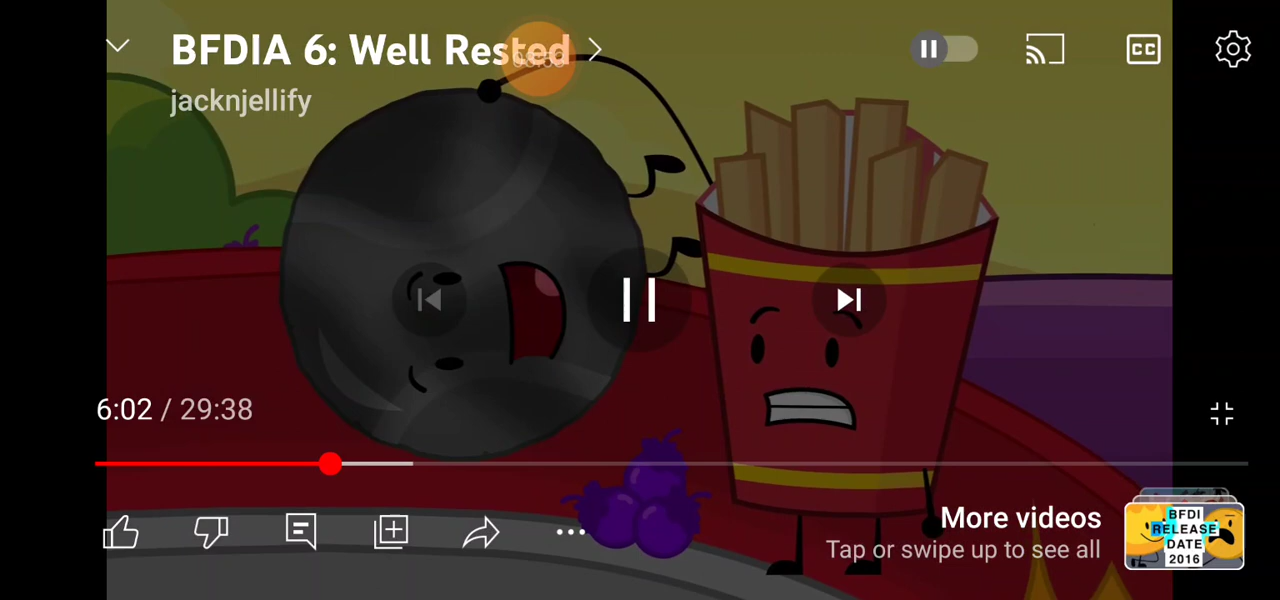 BFDIA 6: Well Rested
jacknjellify
CC
6:02 / 29:38
More videos
Tap or swipe up to see all
BFDI
RELEASE
DATE
2016